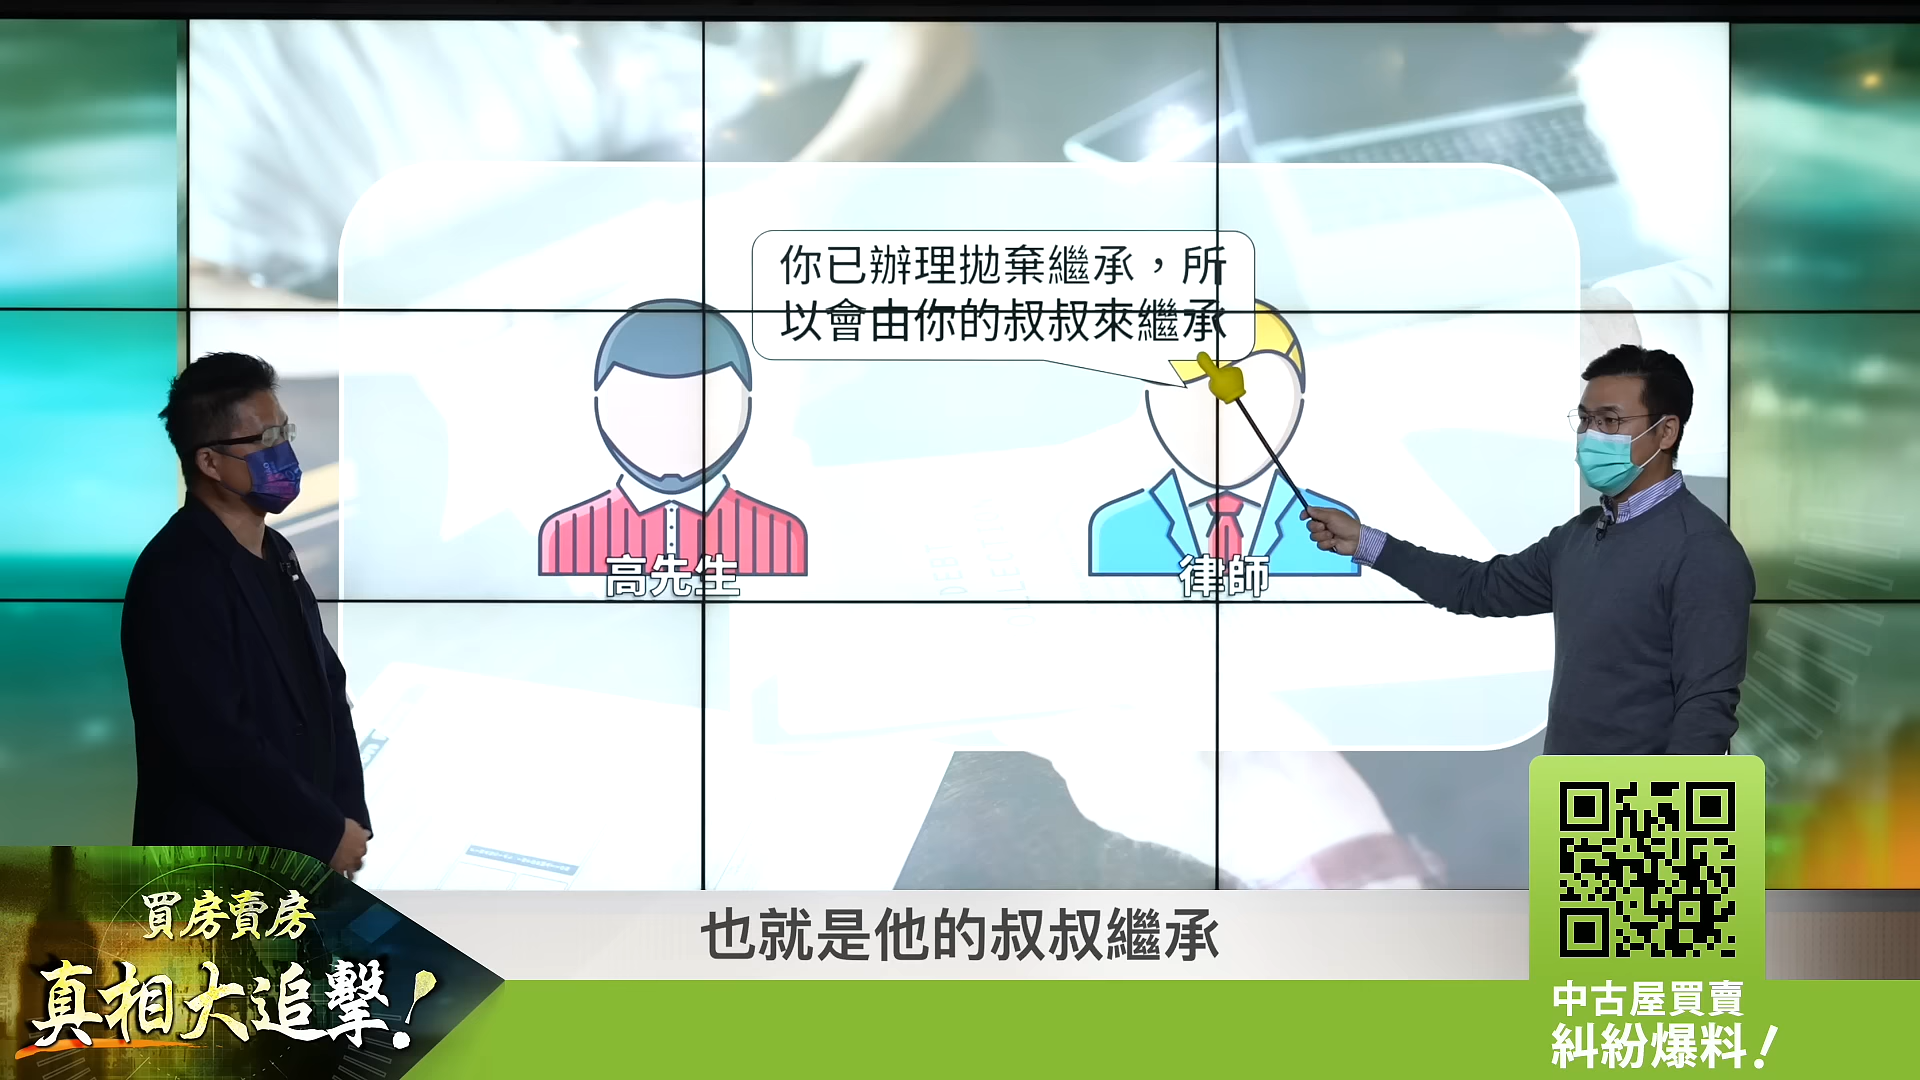 你已辦理拋棄繼承，所
以會由你的叔叔來繼承
高先生
律師
也就是他的叔叔繼承
買房賣房
真相大追擊！
中古屋買賣
糾紛爆料！